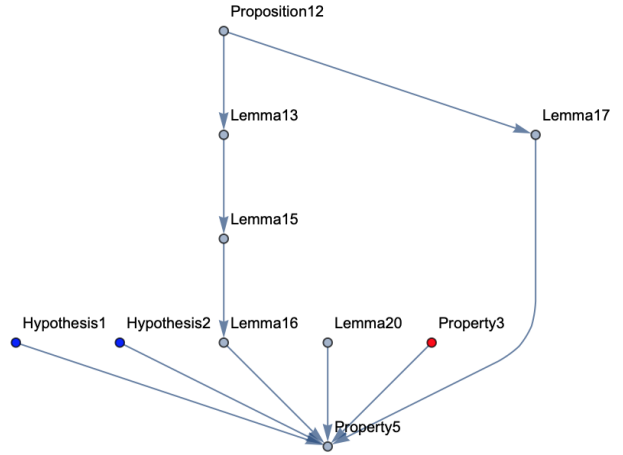 Proposition12
Lemma13
Lemma17
Lemma15
Hypothesis1
Hypothesis2
Lemma16
Lemma20
Property3
Property5